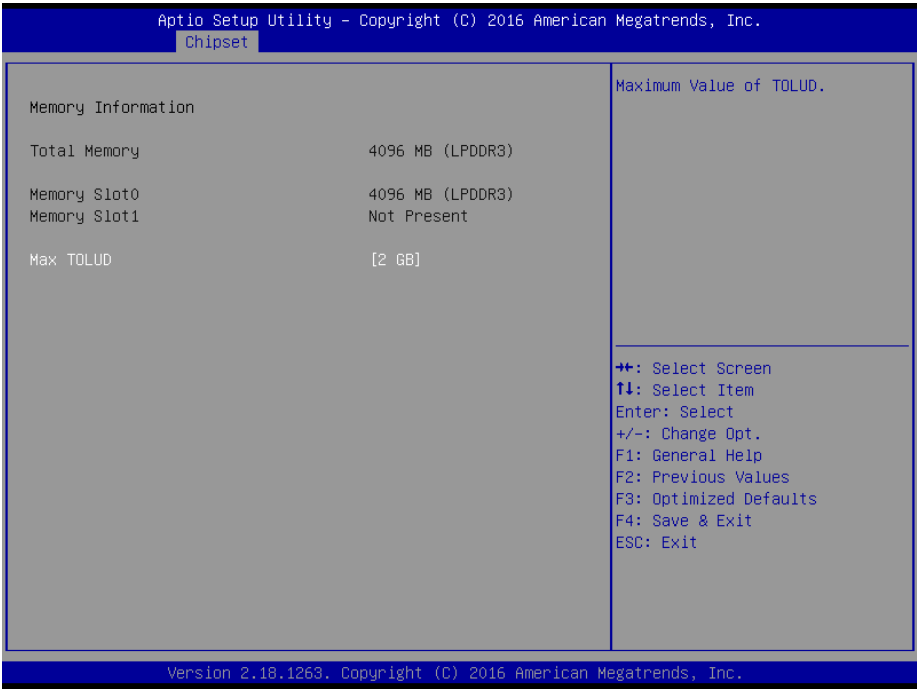 Aptio Setup Utility – Copyright (C) 2016 American Megatrends, Inc.
Chipset
Memory Information
Total Memory 4096 MB (LPDDR3)
Memory Slot0 4096 MB (LPDDR3)
Memory Slot1 Not Present
Max TOLUD [2 GB]
Maximum Value of TOLUD.
→←: Select Screen
↑↓: Select Item
Enter: Select
+/-: Change Opt.
F1: General Help
F2: Previous Values
F3: Optimized Defaults
F4: Save & Exit
ESC: Exit
Version 2.18.1263. Copyright (C) 2016 American Megatrends, Inc.